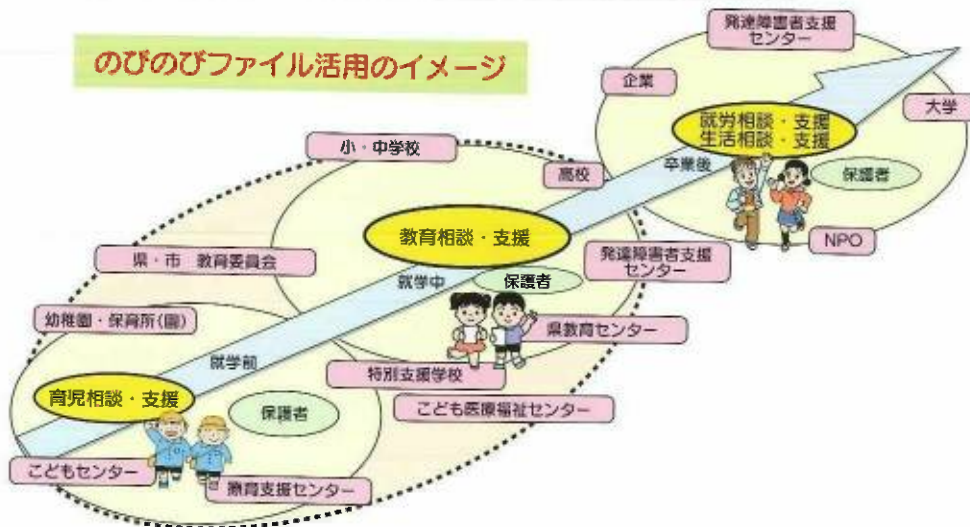 のびのびファイル活用のイメージ
発達障害者支援
センター
企業
大学
就労相談・支援
生活相談・支援
卒業後
保護者
NPO
小・中学校
高校
教育相談・支援
発達障害者支援
センター
県・市 教育委員会
就学中
保護者
県教育センター
幼稚園・保育所(園)
就学前
特別支援学校
こども医療福祉センター
育児相談・支援
保護者
こどもセンター
療育支援センター